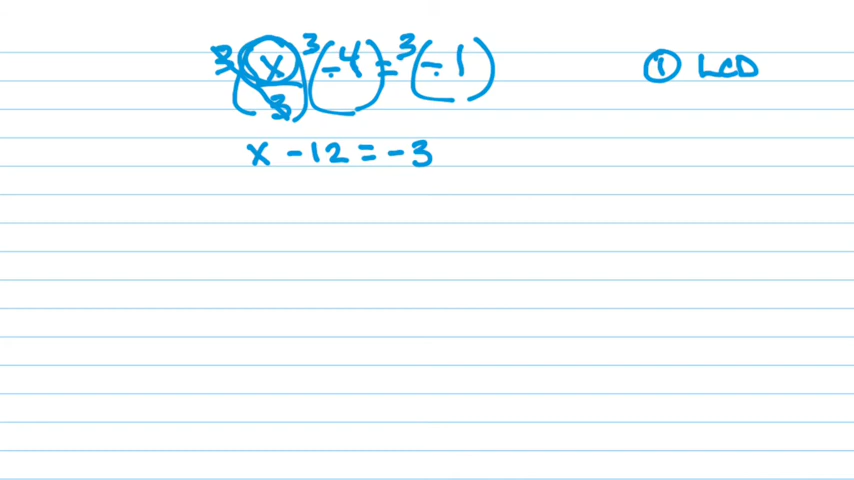 3(x/3) 3(-4) = 3(-1) ① LCD
x - 12 = -3